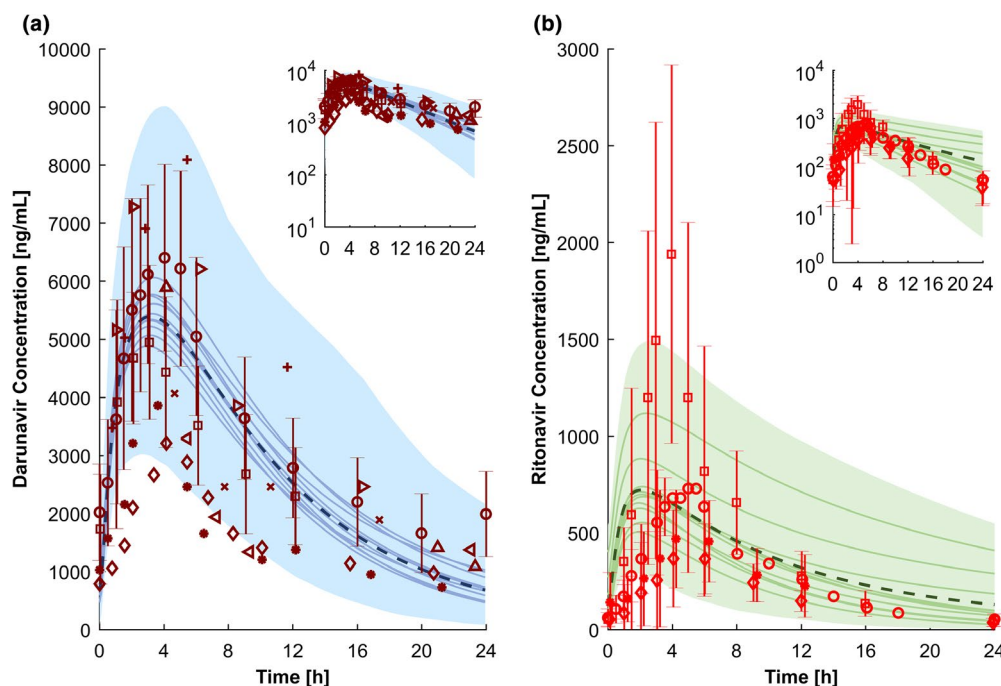 (a)
Darunavir Concentration [ng/mL]
10000
9000
8000
7000
6000
5000
4000
3000
2000
1000
0
0 4 8 12 16 20 24
Time [h]
10^4
10^3
10^2
10^1
0 4 8 12 16 20 24
(b)
Ritonavir Concentration [ng/mL]
3000
2500
2000
1500
1000
500
0
0 4 8 12 16 20 24
Time [h]
10^4
10^3
10^2
10^1
10^0
0 4 8 12 16 20 24